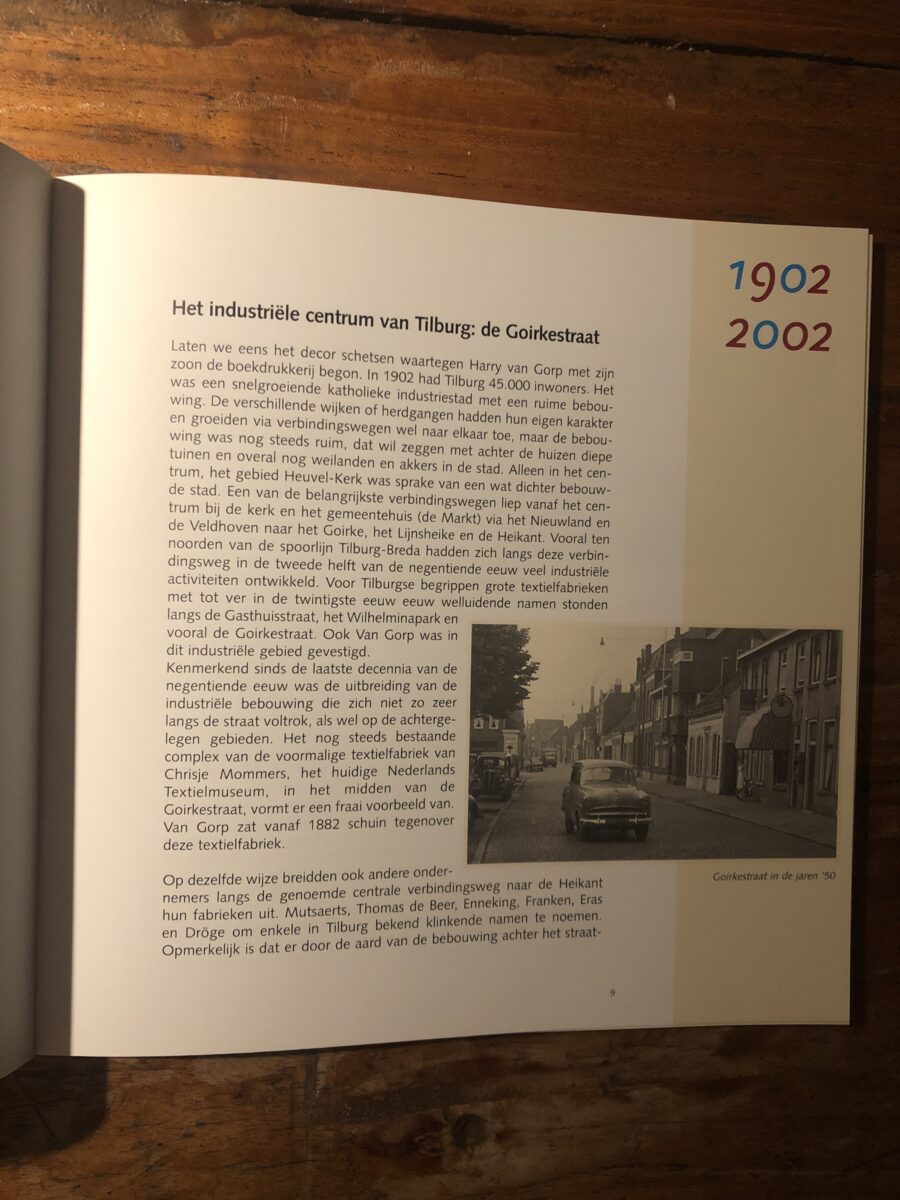 1902
2002
Het industriële centrum van Tilburg: de Goirkestraat
Laten we eens het decor schetsen waartegen Harry van Gorp met zijn
zoon de boekdrukkerij begon. In 1902 had Tilburg 45.000 inwoners. Het
was een snelgroeiende katholieke industriestad met een ruime bebou-
wing. De verschillende wijken of herdgangen hadden hun eigen karakter
en groeiden via verbindingswegen wel naar elkaar toe, maar de bebou-
wing was nog steeds ruim, dat wil zeggen met achter de huizen diepe
tuinen en overal nog weilanden en akkers in de stad. Alleen in het cen-
trum, het gebied Heuvel-Kerk was sprake van een wat dichter bebouw-
de stad. Een van de belangrijkste verbindingswegen liep vanaf het cen-
trum bij de kerk en het gemeentehuis (de Markt) via het Nieuwland en
de Veldhoven naar het Goirke, het Lijnsheike en de Heikant. Vooral ten
noorden van de spoorlijn Tilburg-Breda hadden zich langs deze verbin-
dingsweg in de tweede helft van de negentiende eeuw veel industriële
activiteiten ontwikkeld. Voor Tilburgse begrippen grote textielfabrieken
met tot ver in de twintigste eeuw eeuw welluidende namen stonden
langs de Gasthuisstraat, het Wilhelminapark en
vooral de Goirkestraat. Ook Van Gorp was in
dit industriële gebied gevestigd.
Kenmerkend sinds de laatste decennia van de
negentiende eeuw was de uitbreiding van de
industriële bebouwing die zich niet zo zeer
langs de straat voltrok, als wel op de achterge-
legen gebieden. Het nog steeds bestaande
complex van de voormalige textielfabriek van
Chrisje Mommers, het huidige Nederlands
Textielmuseum, in het midden van de
Goirkestraat, vormt er een fraai voorbeeld van.
Van Gorp zat vanaf 1882 schuin tegenover
deze textielfabriek.
Goirkestraat in de jaren '50
Op dezelfde wijze breidden ook andere onder-
nemers langs de genoemde centrale verbindingsweg naar de Heikant
hun fabrieken uit. Mutsaerts, Thomas de Beer, Enneking, Franken, Eras
en Dröge om enkele in Tilburg bekend klinkende namen te noemen.
Opmerkelijk is dat er door de aard van de bebouwing achter het straat-
9